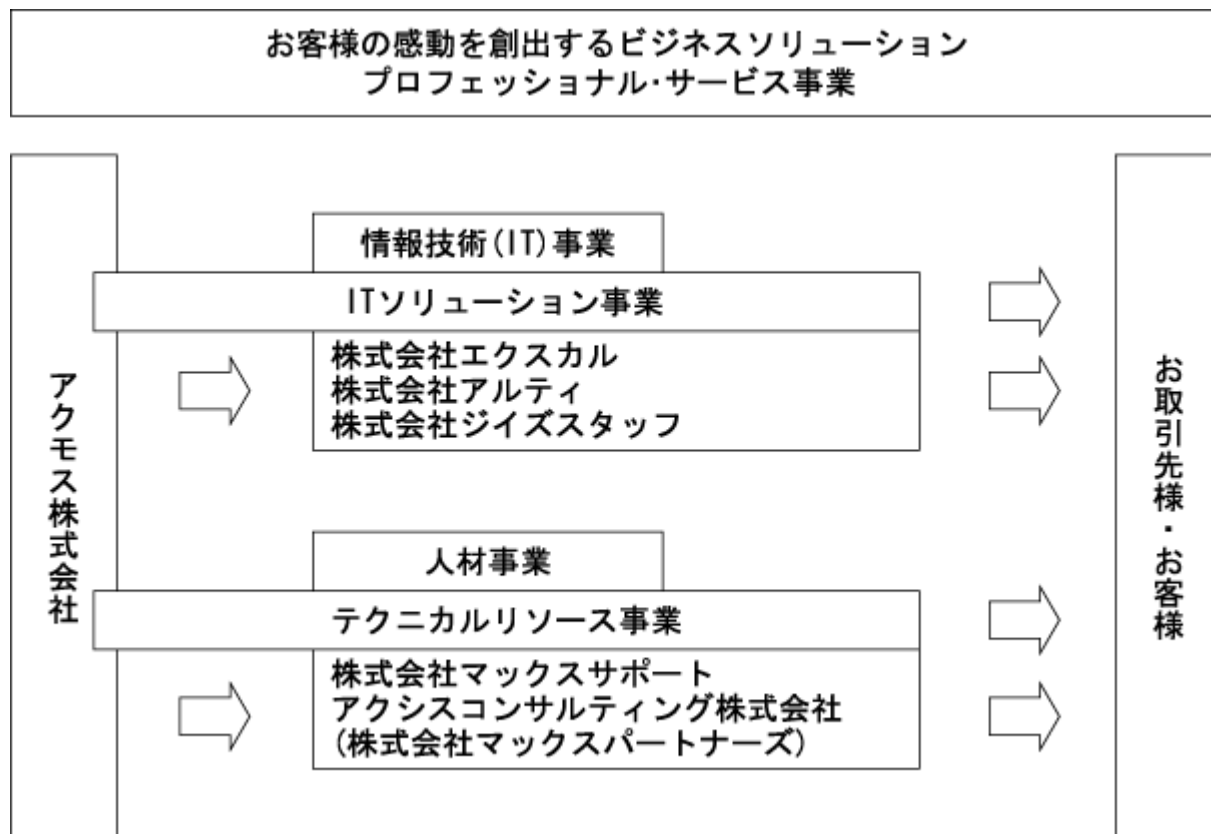 お客様の感動を創出するビジネスソリューション
プロフェッショナル･サービス事業
アクモス株式会社
情報技術(IT)事業
ITソリューション事業
株式会社エクスカル
株式会社アルティ
株式会社ジイズスタッフ
人材事業
テクニカルリソース事業
株式会社マックスサポート
アクシスコンサルティング株式会社
(株式会社マックスパートナーズ)
お取引先様・お客様